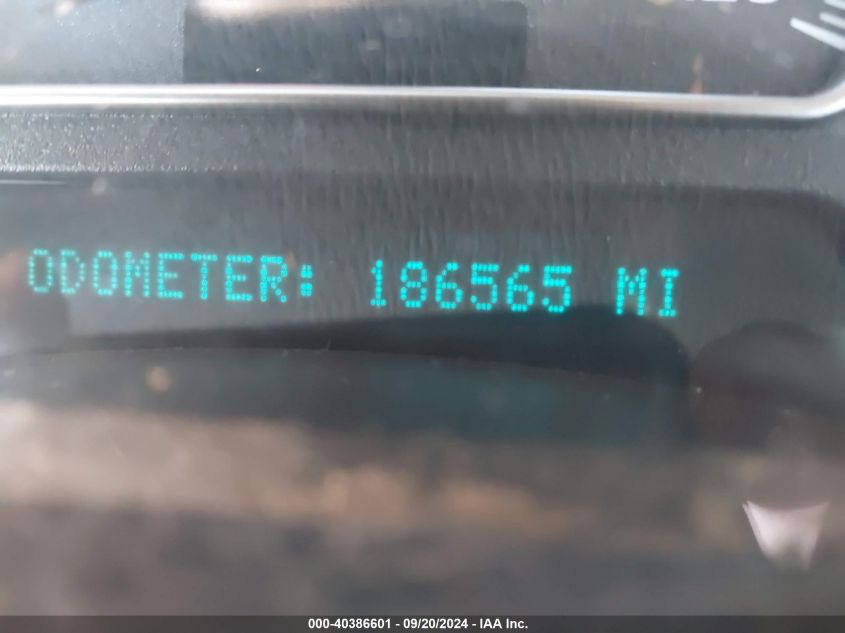 ODOMETER: 186565 MI
000-40386601 - 09/20/2024 - IAA Inc.